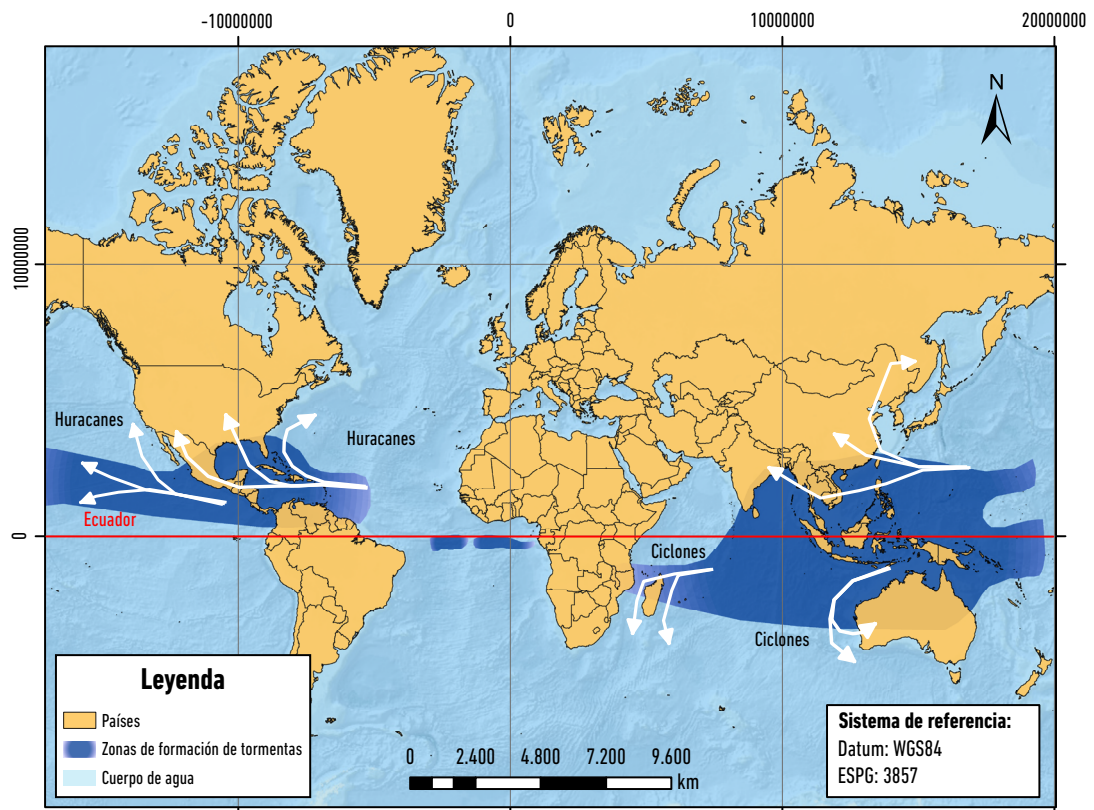 -10000000
0
10000000
20000000
N
10000000
Huracanes
Huracanes
Ecuador
0
Ciclones
Ciclones
Leyenda
Países
Zonas de formación de tormentas
Cuerpo de agua
0 2.400 4.800 7.200 9.600
km
Sistema de referencia:
Datum: WGS84
ESPG: 3857